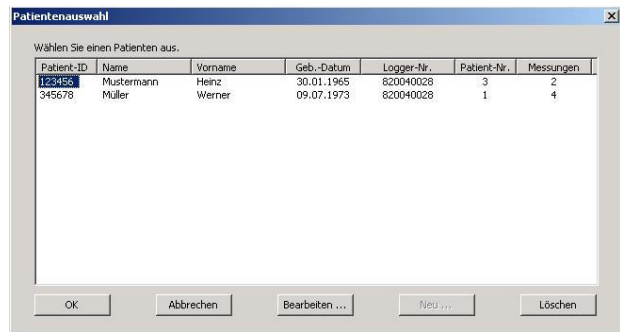 Patientenauswahl
Wählen Sie einen Patienten aus.
Patient-ID Name Vorname Geb.-Datum Logger-Nr. Patient-Nr. Messungen
123456 Mustermann Heinz 30.01.1965 820040028 3 2
345678 Müller Werner 09.07.1973 820040028 1 4
OK Abbrechen Bearbeiten ... Neu ... Löschen